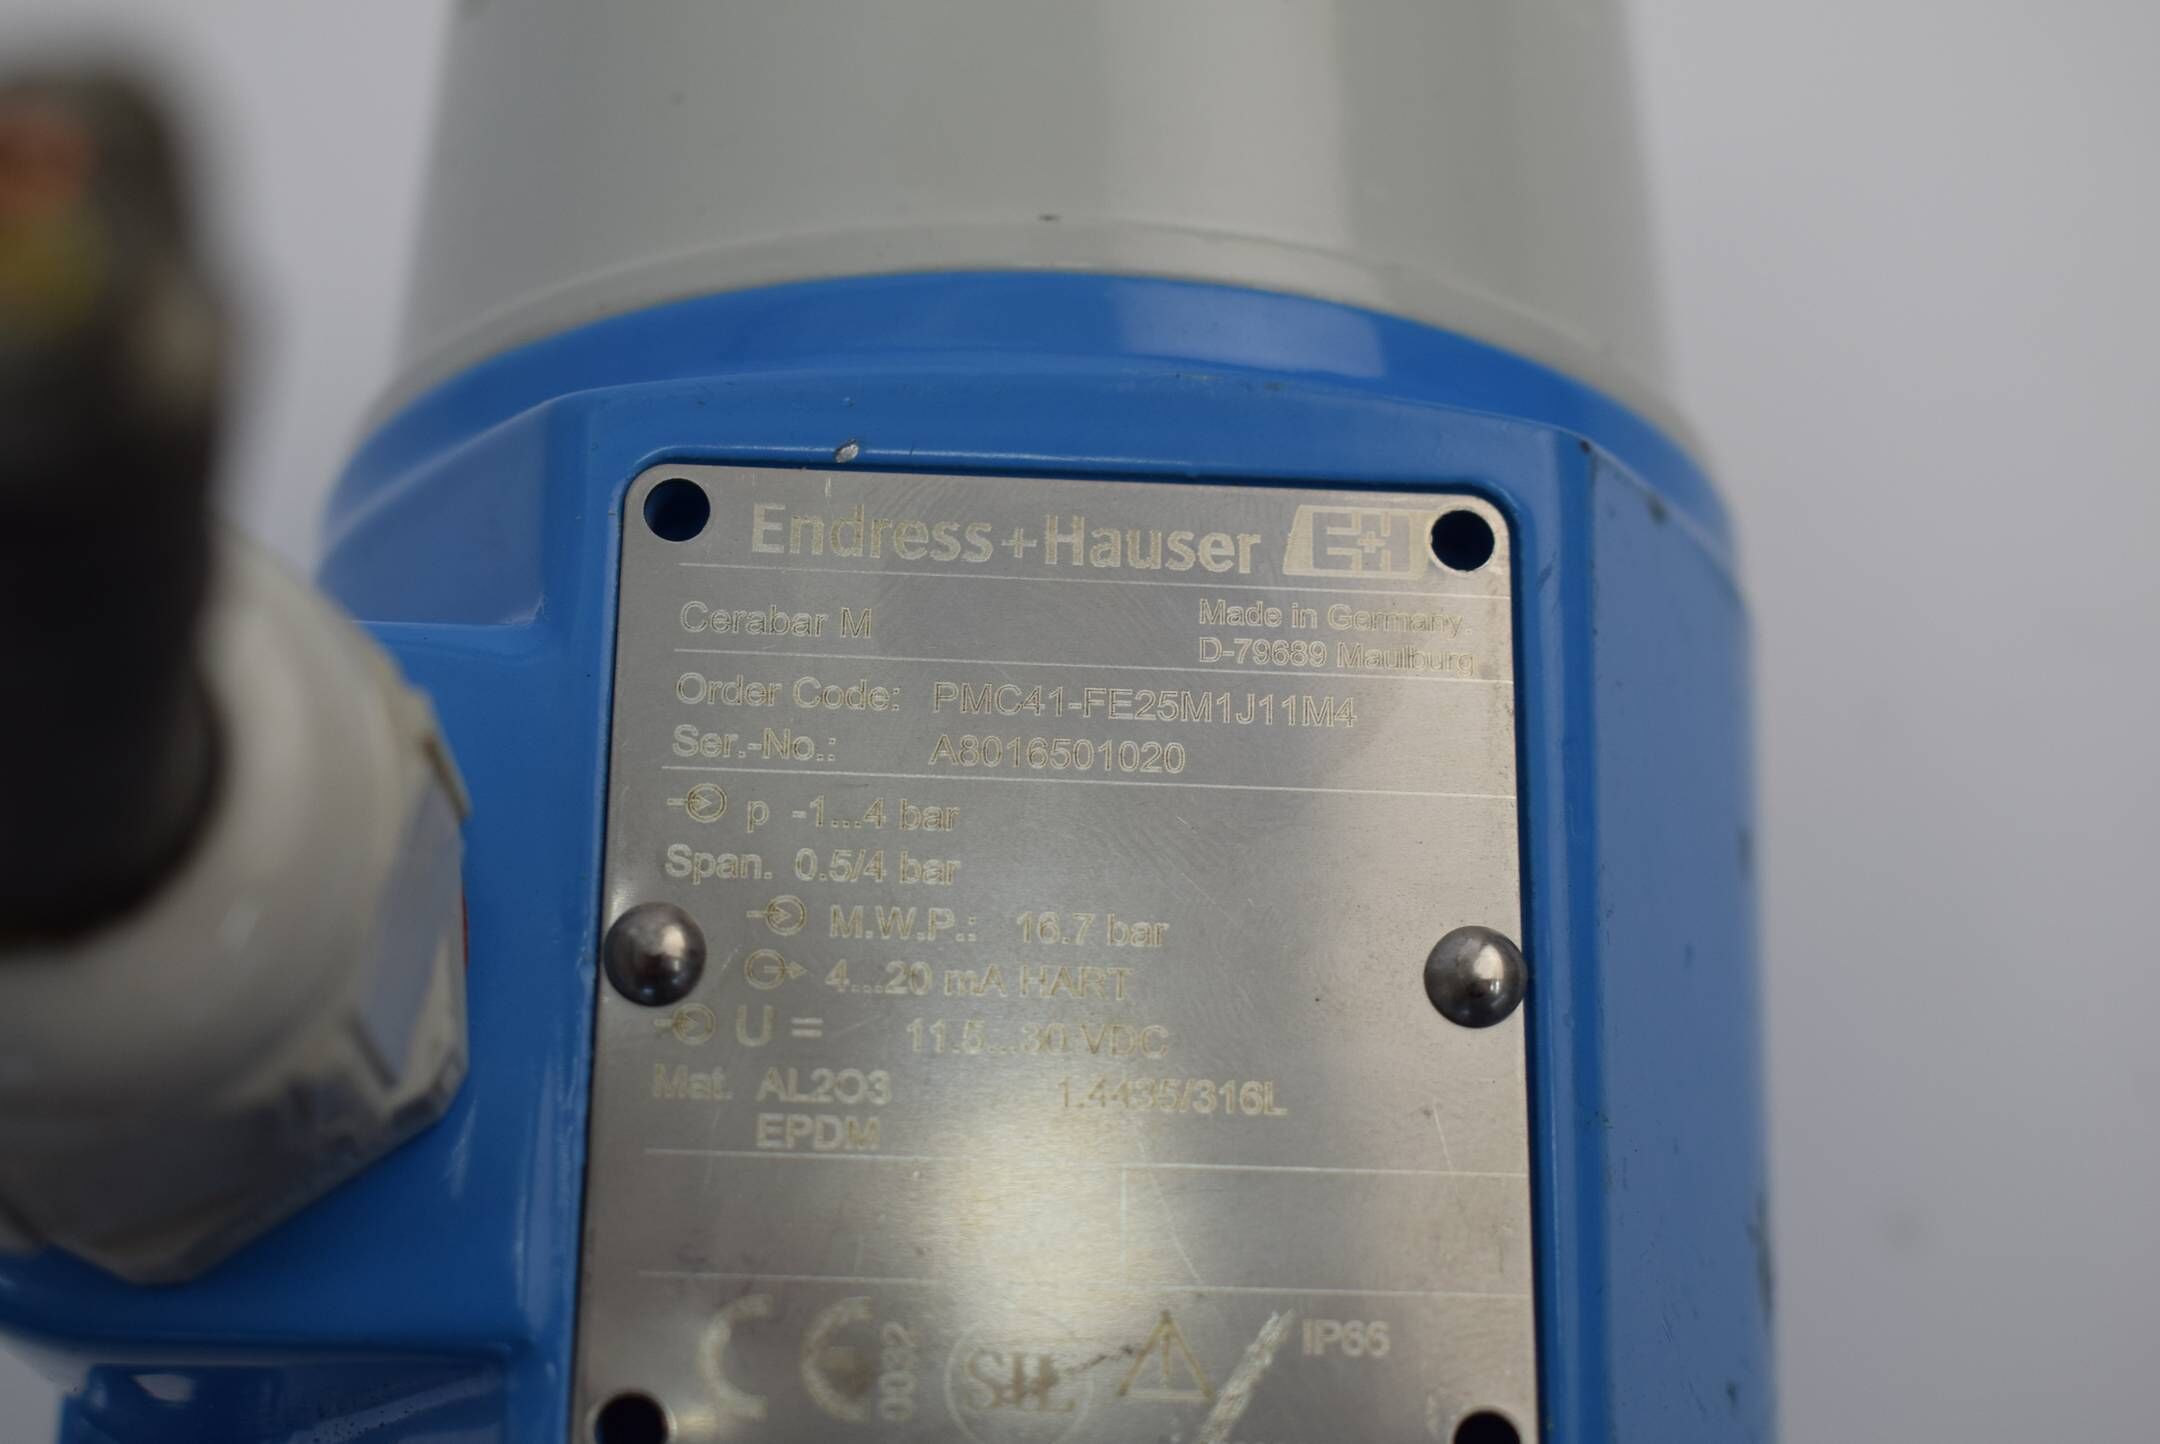 Endress+Hauser E+H
Cerabar M
Made in Germany.
D-79689 Maulburg
Order Code: PMC41-FE25M1J11M4
Ser.-No.: A8016501020
p -1...4 bar
Span. 0.5/4 bar
M.W.P.: 16.7 bar
4...20 mA HART
U = 11.5...30 VDC
Mat. AL2O3 1.4435/316L
EPDM
CE 0032 SIL IP66